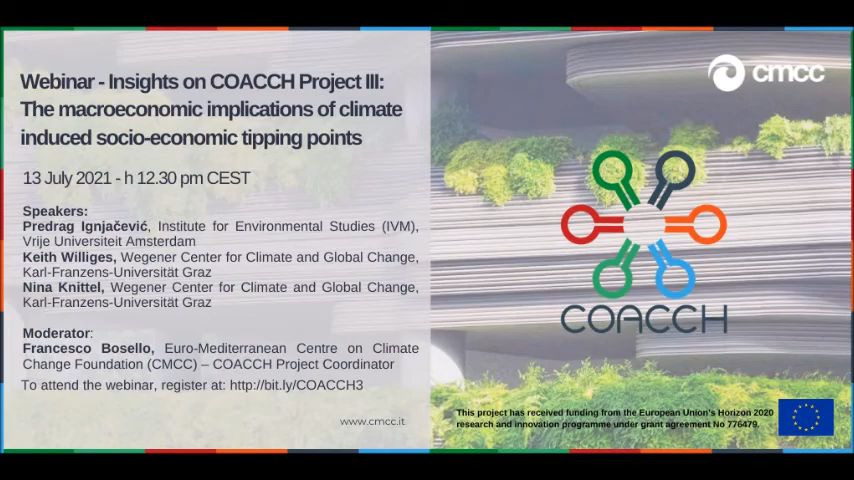 Webinar - Insights on COACCH Project III:
The macroeconomic implications of climate
induced socio-economic tipping points
13 July 2021 - h 12.30 pm CEST
Speakers:
Predrag Ignjačević, Institute for Environmental Studies (IVM),
Vrije Universiteit Amsterdam
Keith Williges, Wegener Center for Climate and Global Change,
Karl-Franzens-Universität Graz
Nina Knittel, Wegener Center for Climate and Global Change,
Karl-Franzens-Universität Graz
Moderator:
Francesco Bosello, Euro-Mediterranean Centre on Climate
Change Foundation (CMCC) – COACCH Project Coordinator
To attend the webinar, register at: http://bit.ly/COACCH3
www.cmcc.it
cmcc
COACCH
This project has received funding from the European Union's Horizon 2020
research and innovation programme under grant agreement No 776479.